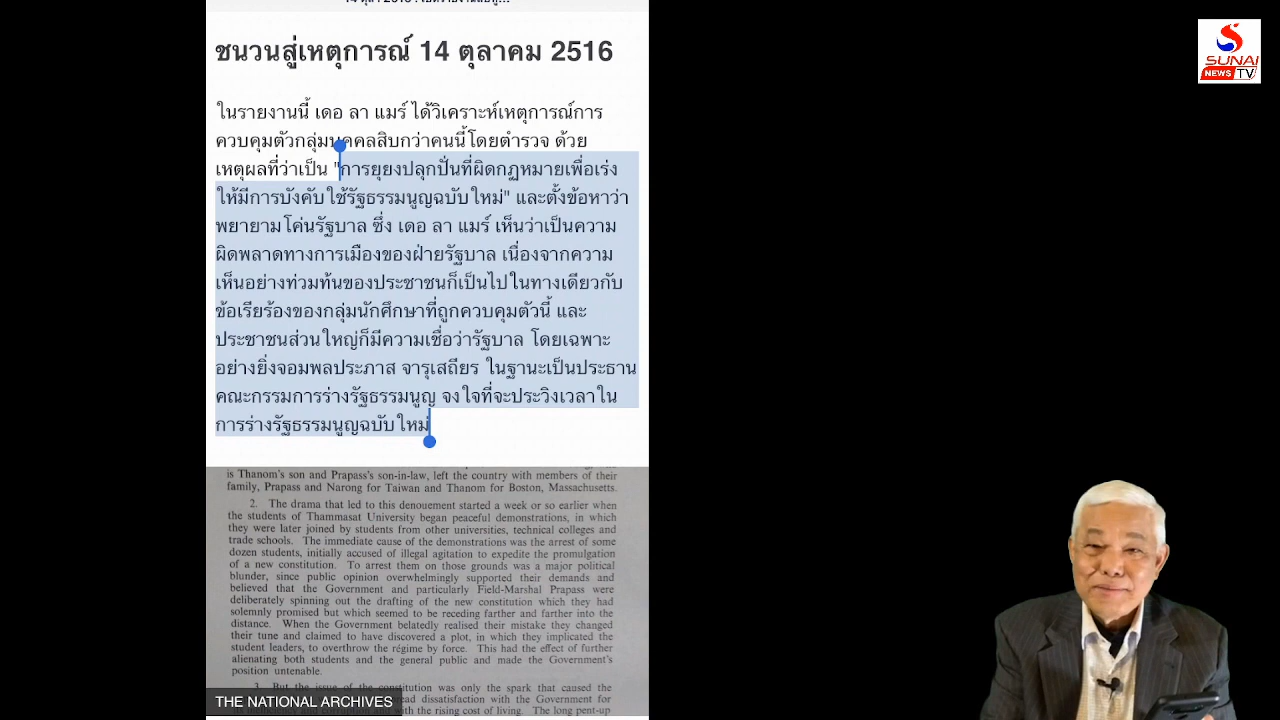 ชนวนสู่เหตุการณ์ 14 ตุลาคม 2516
ในรายงานนี้ เดอ ลา แมร์ ได้วิเคราะห์เหตุการณ์การ
ควบคุมตัวกลุ่มบุคคลสิบกว่าคนนี้โดยตำรวจ ด้วย
เหตุผลที่ว่าเป็น "การยุยงปลุกปั่นที่ผิดกฏหมายเพื่อเร่ง
ให้มีการบังคับใช้รัฐธรรมนูญฉบับใหม่" และตั้งข้อหาว่า
พยายามโค่นรัฐบาล ซึ่ง เดอ ลา แมร์ เห็นว่าเป็นความ
ผิดพลาดทางการเมืองของฝ่ายรัฐบาล เนื่องจากความ
เห็นอย่างท่วมท้นของประชาชนก็เป็นไปในทางเดียวกับ
ข้อเรียร้องของกลุ่มนักศึกษาที่ถูกควบคุมตัวนี้ และ
ประชาชนส่วนใหญ่ก็มีความเชื่อว่ารัฐบาล โดยเฉพาะ
อย่างยิ่งจอมพลประภาส จารุเสถียร ในฐานะเป็นประธาน
คณะกรรมการร่างรัฐธรรมนูญ จงใจที่จะประวิงเวลาใน
การร่างรัฐธรรมนูญฉบับใหม่
is Thanom's son and Prapass's son-in-law, left the country with members of their
family, Prapass and Narong for Taiwan and Thanom for Boston, Massachusetts.
2. The drama that led to this denouement started a week or so earlier when
the students of Thammasat University began peaceful demonstrations, in which
they were later joined by students from other universities, technical colleges and
trade schools. The immediate cause of the demonstrations was the arrest of some
dozen students, initially accused of illegal agitation to expedite the promulgation
of a new constitution. To arrest them on those grounds was a major political
blunder, since public opinion overwhelmingly supported their demands and
believed that the Government and particularly Field-Marshal Prapass were
deliberately spinning out the drafting of the new constitution which they had
solemnly promised but which seemed to be receding farther and farther into the
distance. When the Government belatedly realised their mistake they changed
their tune and claimed to have discovered a plot, in which they implicated the
student leaders, to overthrow the régime by force. This had the effect of further
alienating both students and the general public and made the Government's
position untenable.
3. But the issue of the constitution was only the spark that caused the
dissatisfaction with the Government for
with the rising cost of living. The long pent-up
THE NATIONAL ARCHIVES
SUNAI
NEWS TV